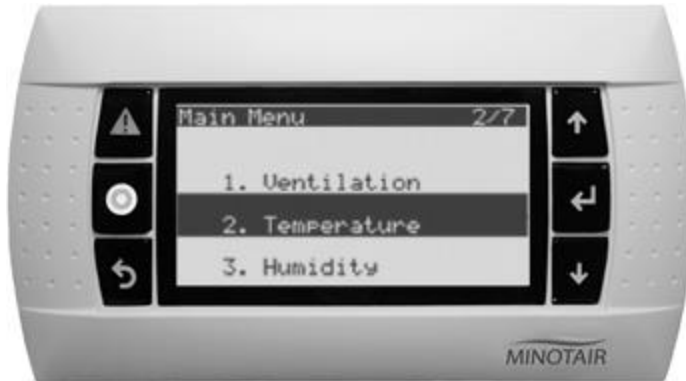 Main Menu 2/7
1. Ventilation
2. Temperature
3. Humidity
MINOTAIR